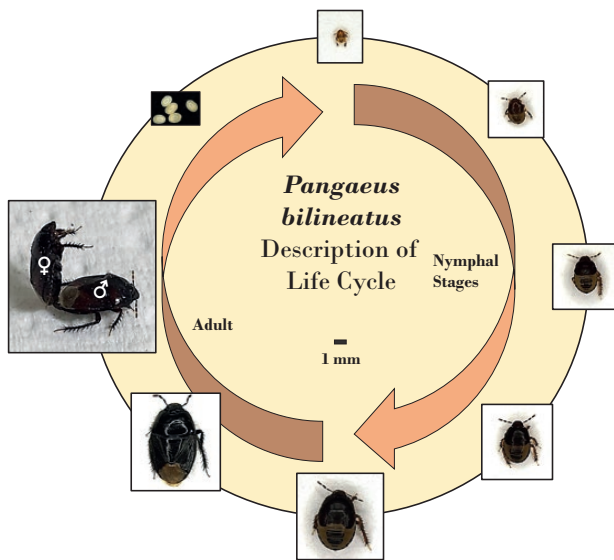 Pangaeus
bilineatus
Description of
Life Cycle
Nymphal
Stages
Adult
1 mm
♀
♂